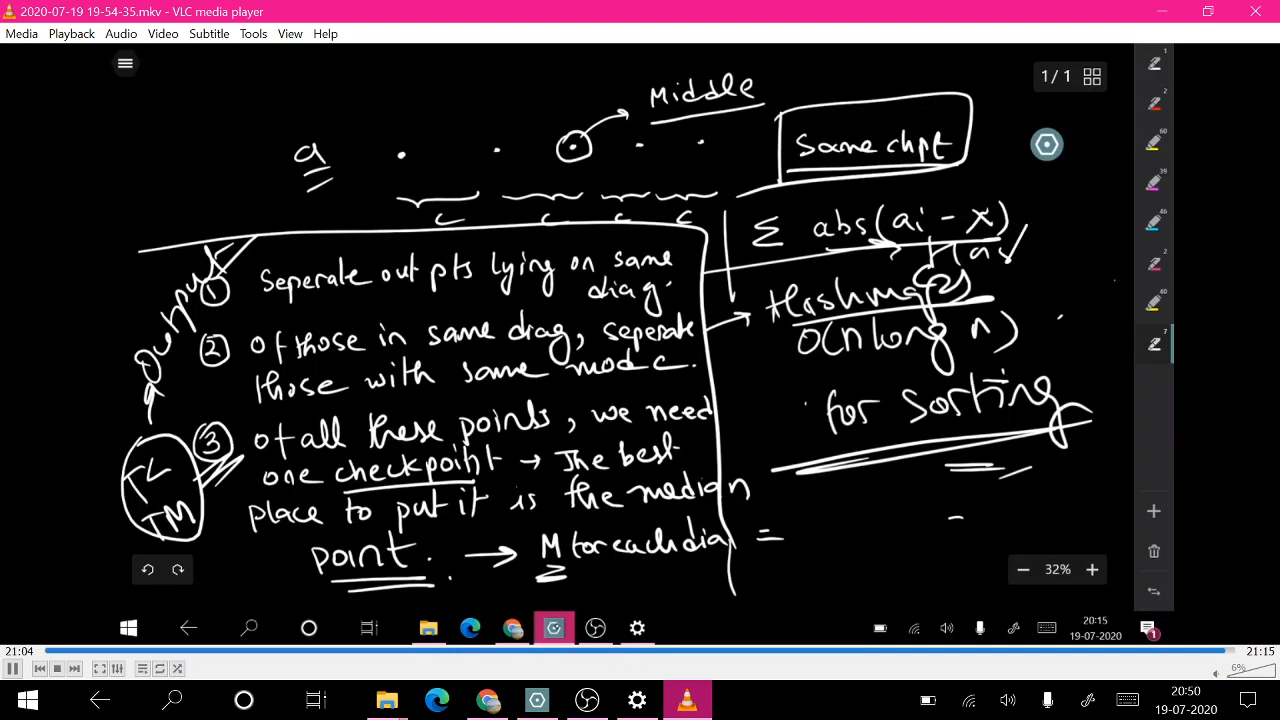 2020-07-19 19-54-35.mkv - VLC media player
Media Playback Audio Video Subtitle Tools View Help
1/1
Middle
a
Same chpt
c c c c
Σ abs(ai - x)
Output
1 Seperate out pts lying on same
diag.
Hashmap
O(n long n)
for sorting
2 of those in same diag, seperate
those with same mod c.
3 of all these points, we need
one checkpoint → The best
place to put it is the median
point. → M for each diag =
32%
20:15
19-07-2020
1
21:04
21:15
6%
20:50
19-07-2020